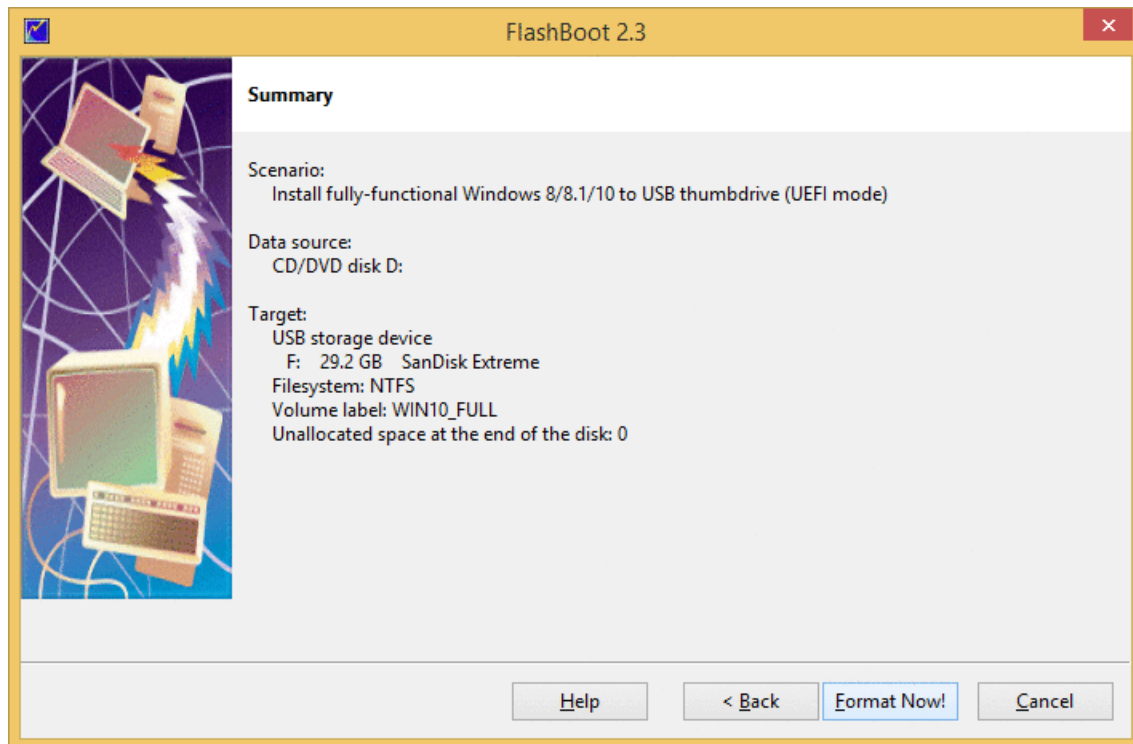 FlashBoot 2.3
Summary
Scenario:
Install fully-functional Windows 8/8.1/10 to USB thumbdrive (UEFI mode)
Data source:
CD/DVD disk D:
Target:
USB storage device
F: 29.2 GB SanDisk Extreme
Filesystem: NTFS
Volume label: WIN10_FULL
Unallocated space at the end of the disk: 0
Help < Back Format Now! Cancel